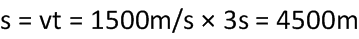 s = vt = 1500m/s × 3s = 4500m